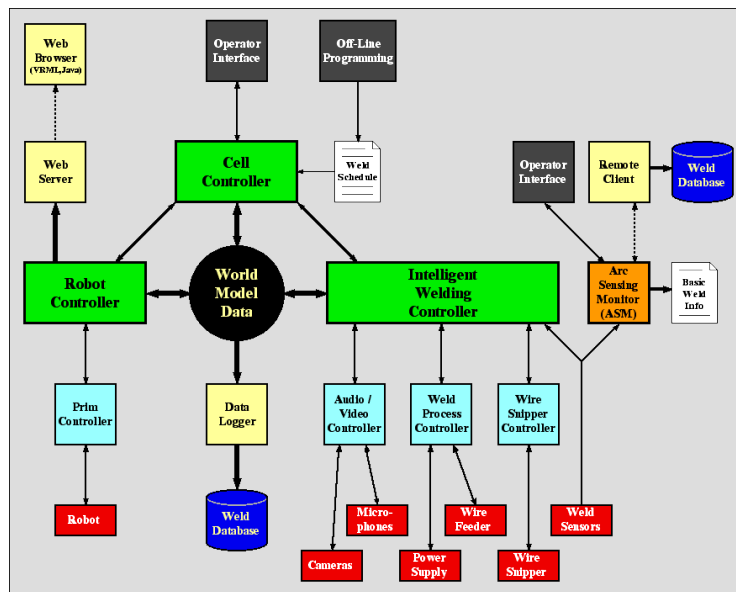 Web
Browser
(VRML,Java)
Operator
Interface
Off-Line
Programming
Web
Server
Cell
Controller
Weld
Schedule
Operator
Interface
Remote
Client
Weld
Database
Robot
Controller
World
Model
Data
Intelligent
Welding
Controller
Arc
Sensing
Monitor
(ASM)
Basic
Weld
Info
Prim
Controller
Data
Logger
Audio /
Video
Controller
Weld
Process
Controller
Wire
Snipper
Controller
Robot
Weld
Database
Micro-
phones
Wire
Feeder
Weld
Sensors
Cameras
Power
Supply
Wire
Snipper